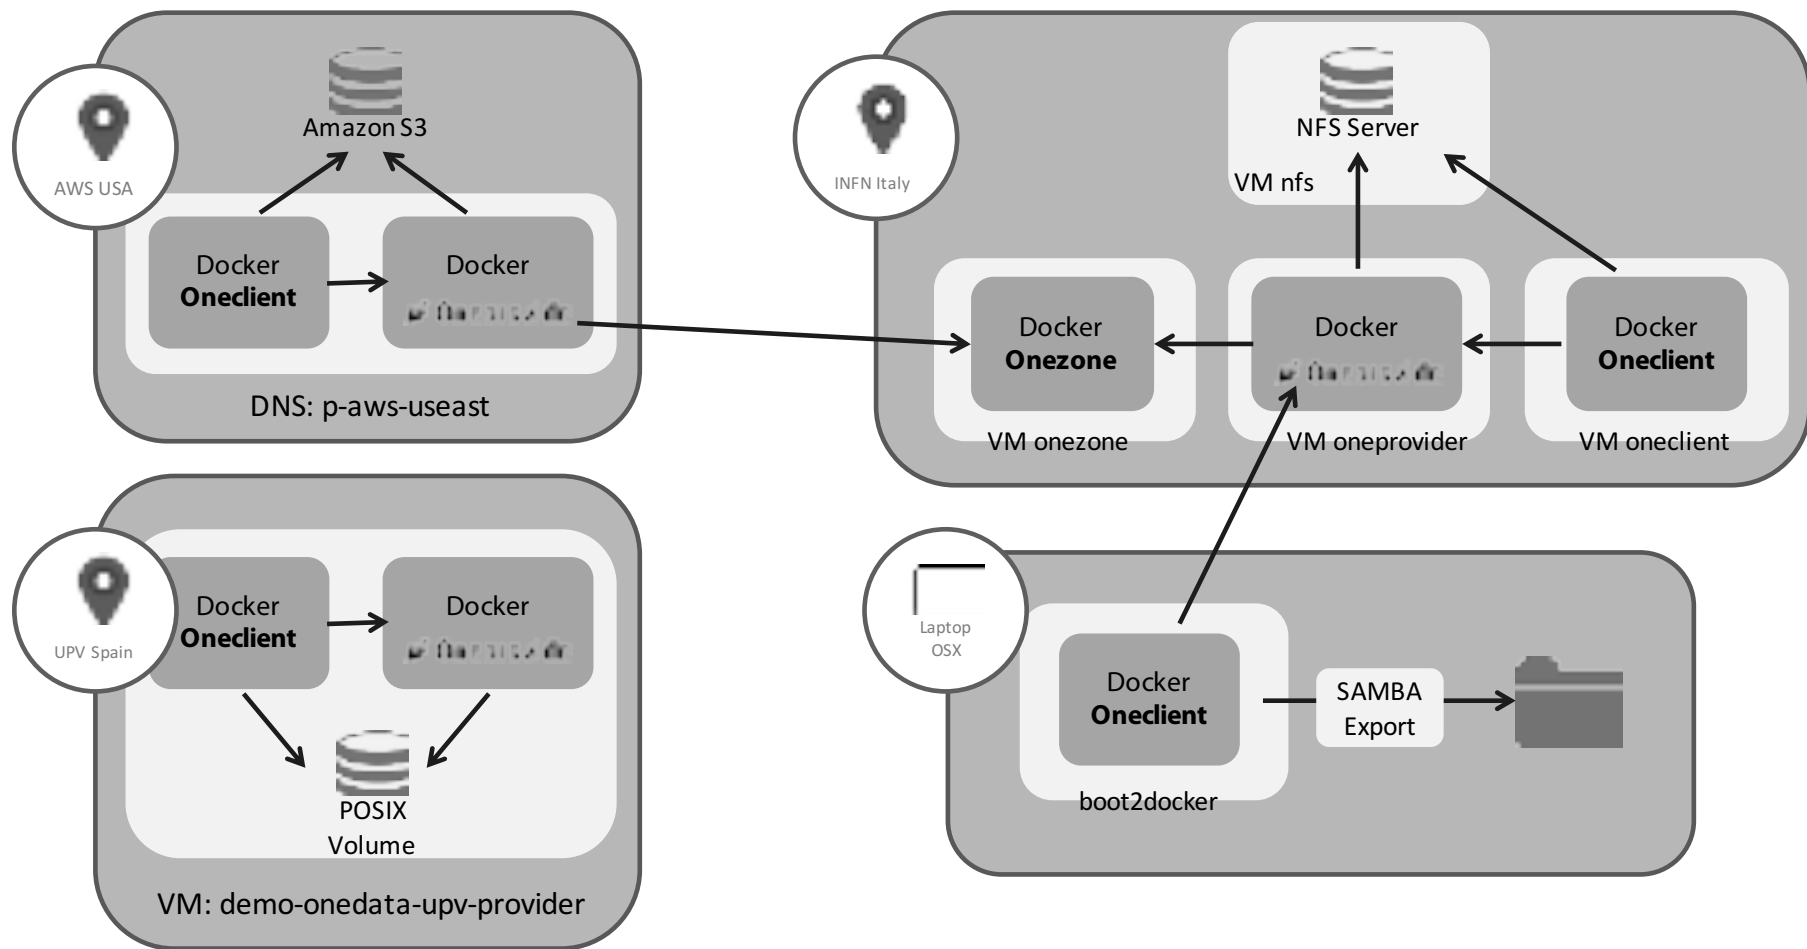 AWS USA
Amazon S3
Docker
Oneclient
Docker
DNS: p-aws-useast
INFN Italy
NFS Server
VM nfs
Docker
Onezone
VM onezone
Docker
VM oneprovider
Docker
Oneclient
VM oneclient
UPV Spain
Docker
Oneclient
Docker
POSIX
Volume
VM: demo-onedata-upv-provider
Laptop
OSX
Docker
Oneclient
boot2docker
SAMBA
Export